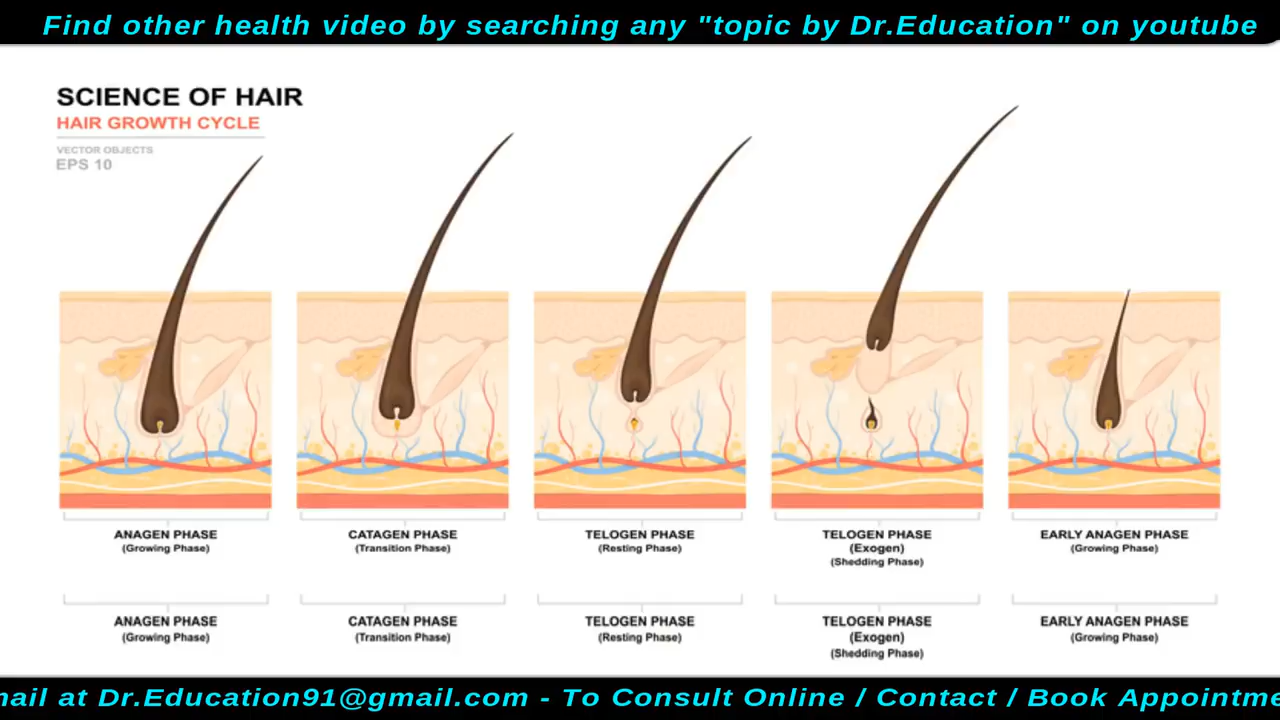 Find other health video by searching any "topic by Dr.Education" on youtube
SCIENCE OF HAIR
HAIR GROWTH CYCLE
VECTOR OBJECTS
EPS 10
ANAGEN PHASE
(Growing Phase)
CATAGEN PHASE
(Transition Phase)
TELOGEN PHASE
(Resting Phase)
TELOGEN PHASE
(Exogen)
(Shedding Phase)
EARLY ANAGEN PHASE
(Growing Phase)
ANAGEN PHASE
(Growing Phase)
CATAGEN PHASE
(Transition Phase)
TELOGEN PHASE
(Resting Phase)
TELOGEN PHASE
(Exogen)
(Shedding Phase)
EARLY ANAGEN PHASE
(Growing Phase)
at Dr.Education91@gmail.com - To Consult Online / Contact / Book